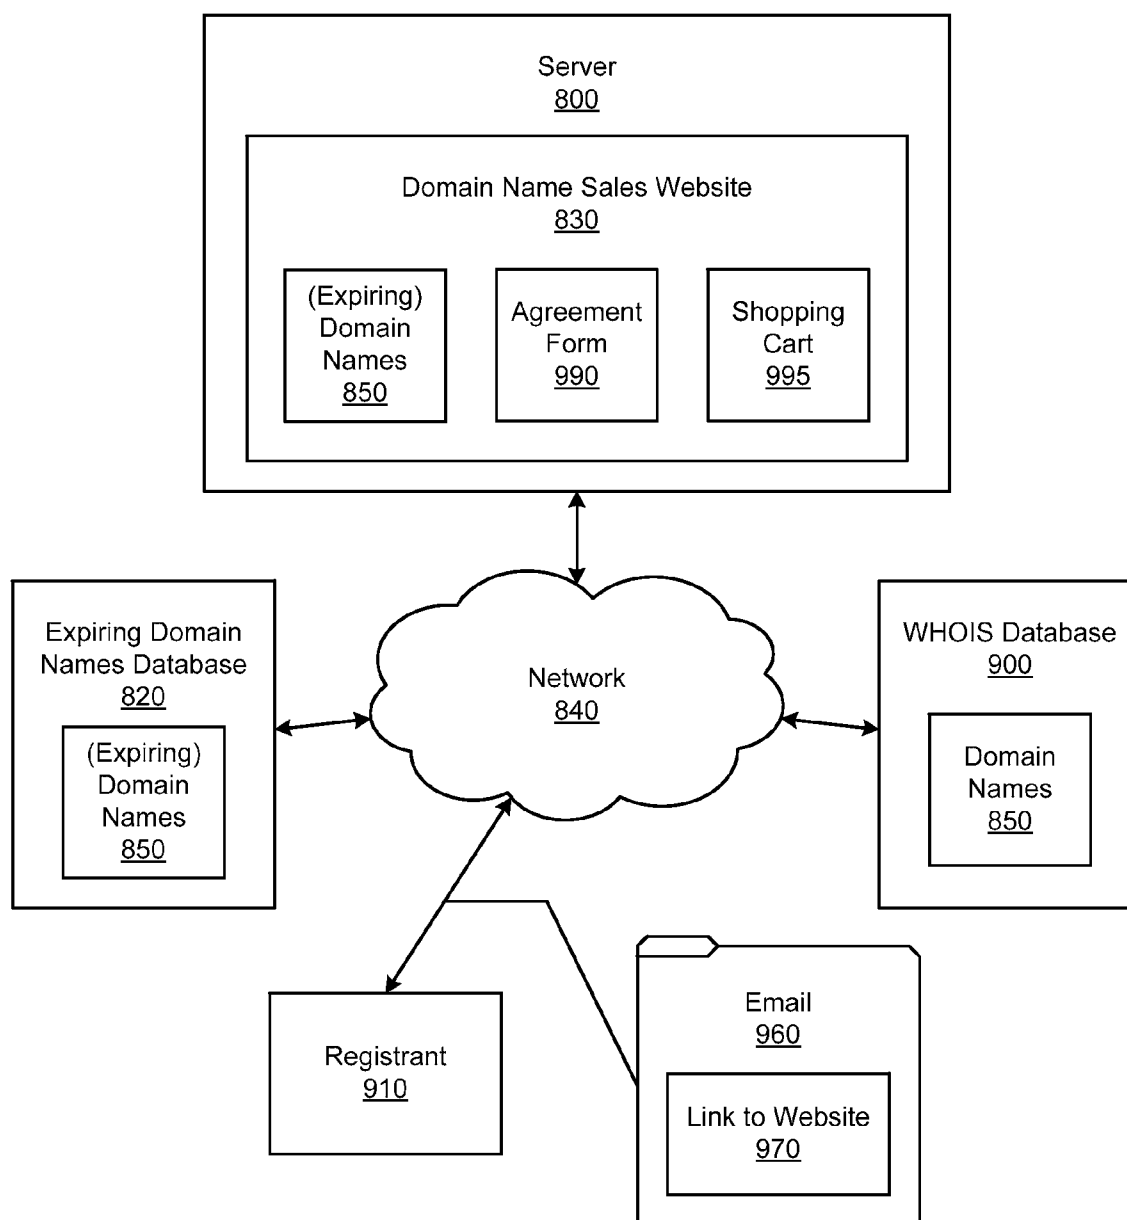 Server
800
Domain Name Sales Website
830
(Expiring)
Domain
Names
850
Agreement
Form
990
Shopping
Cart
995
Expiring Domain
Names Database
820
(Expiring)
Domain
Names
850
Network
840
WHOIS Database
900
Domain
Names
850
Registrant
910
Email
960
Link to Website
970